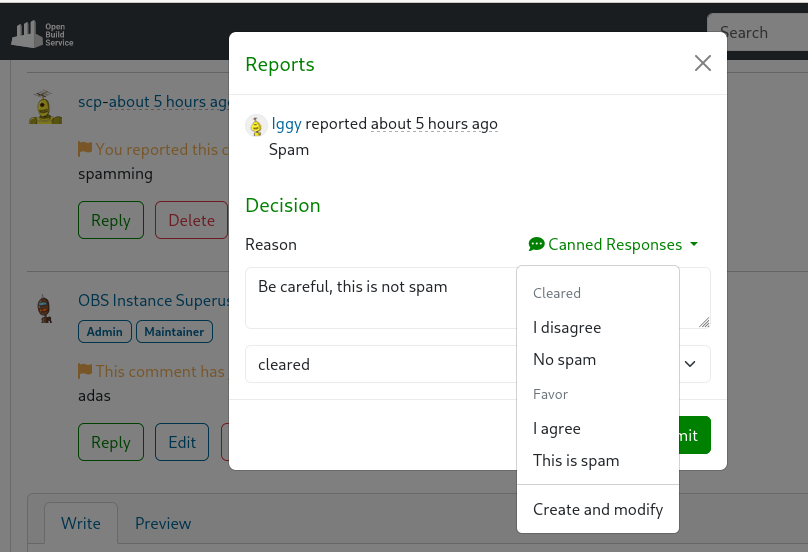 Open
Build
Service
Search
Reports
scp-about 5 hours ag
Iggy reported about 5 hours ago
Spam
You reported this c
spamming
Reply
Delete
Decision
Reason
Canned Responses
Be careful, this is not spam
Cleared
I disagree
No spam
Favor
I agree
This is spam
Create and modify
cleared
mit
OBS Instance Superus
Admin
Maintainer
This comment has
adas
Reply
Edit
Write
Preview